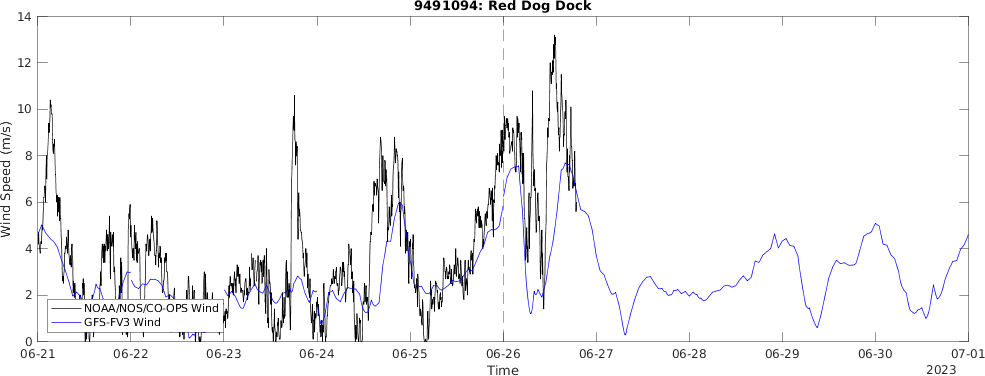 9491094: Red Dog Dock
Wind Speed (m/s)
14
12
10
8
6
4
2
0
NOAA/NOS/CO-OPS Wind
GFS-FV3 Wind
06-21 06-22 06-23 06-24 06-25 06-26 06-27 06-28 06-29 06-30 07-01
Time
2023